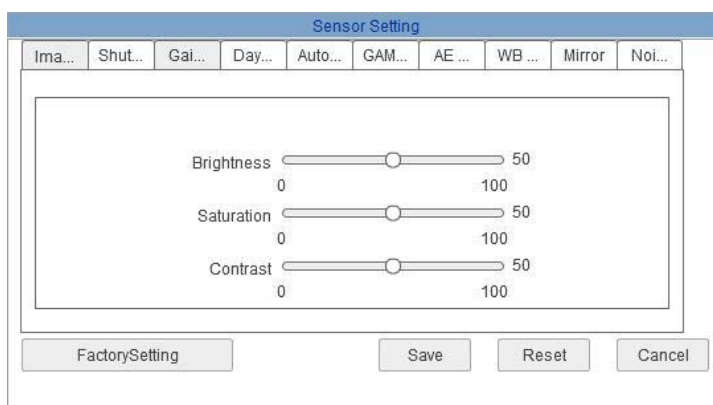 Sensor Setting
Ima... Shut... Gai... Day... Auto... GAM... AE ... WB ... Mirror Noi...
Brightness 50
0 100
Saturation 50
0 100
Contrast 50
0 100
FactorySetting Save Reset Cancel